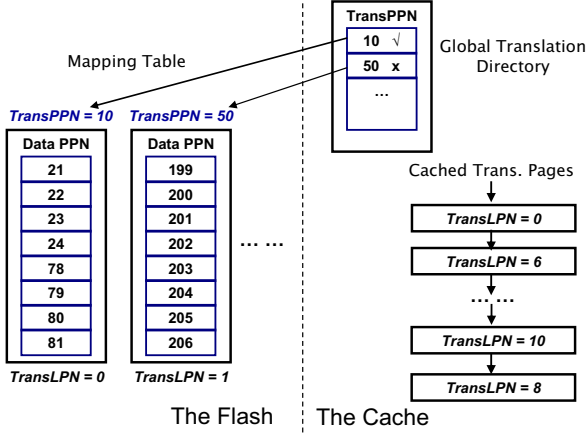 TransPPN
10 √
50 x
...
Global Translation
Directory
Mapping Table
TransPPN = 10
TransPPN = 50
Data PPN
21
22
23
24
78
79
80
81
TransLPN = 0
Data PPN
199
200
201
202
203
204
205
206
TransLPN = 1
... ...
Cached Trans. Pages
TransLPN = 0
TransLPN = 6
... ...
TransLPN = 10
TransLPN = 8
The Flash
The Cache